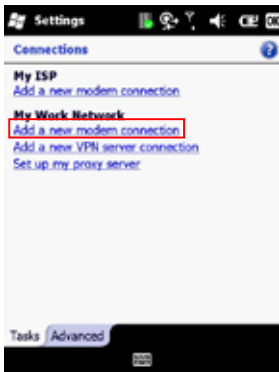 Settings
Connections
My ISP
Add a new modem connection
My Work Network
Add a new modem connection
Add a new VPN server connection
Set up my proxy server
Tasks Advanced